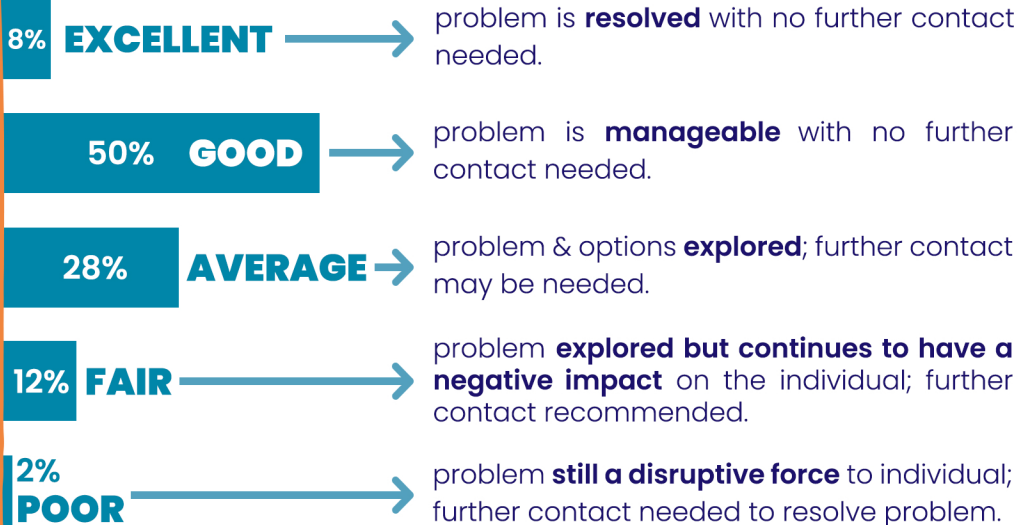 8% EXCELLENT
problem is resolved with no further contact
needed.
50% GOOD
problem is manageable with no further
contact needed.
28% AVERAGE
problem & options explored; further contact
may be needed.
12% FAIR
problem explored but continues to have a
negative impact on the individual; further
contact recommended.
2%
POOR
problem still a disruptive force to individual;
further contact needed to resolve problem.